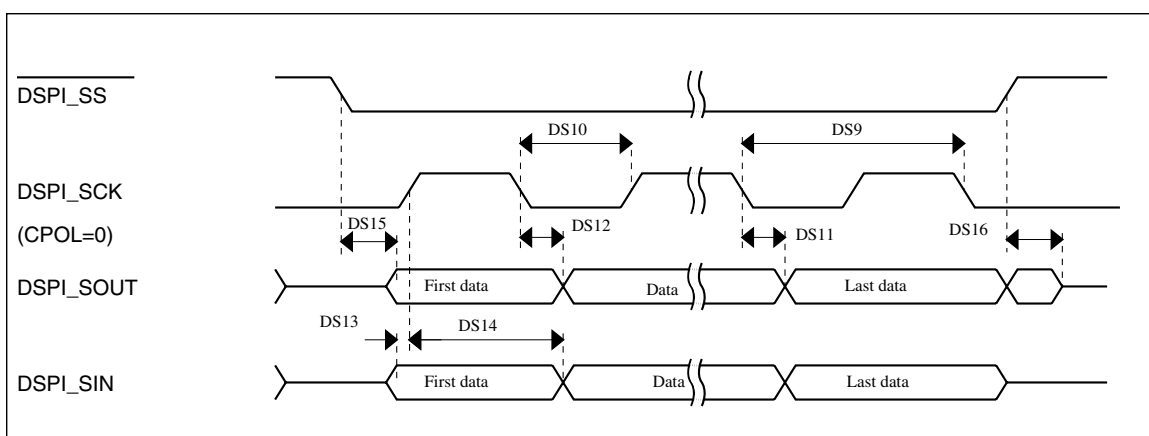 DSPI_SS
DS10 DS9
DSPI_SCK
DS15 DS12 DS11 DS16
(CPOL=0)
DSPI_SOUT First data Data Last data
DS13 DS14
DSPI_SIN First data Data Last data